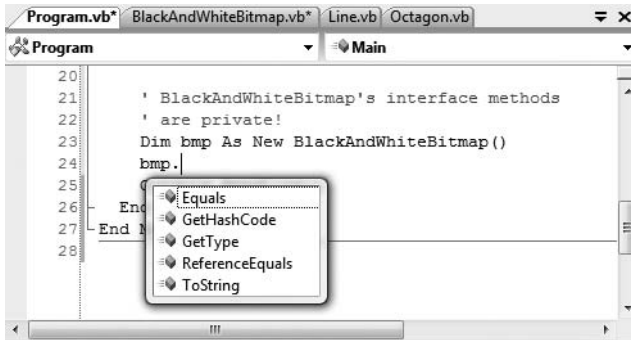 Program.vb* BlackAndWhiteBitmap.vb* Line.vb Octagon.vb
Program Main
20
21 ' BlackAndWhiteBitmap's interface methods
22 ' are private!
23 Dim bmp As New BlackAndWhiteBitmap()
24 bmp.
25
Equals
26 End
GetHashCode
27 End
GetType
28
ReferenceEquals
ToString